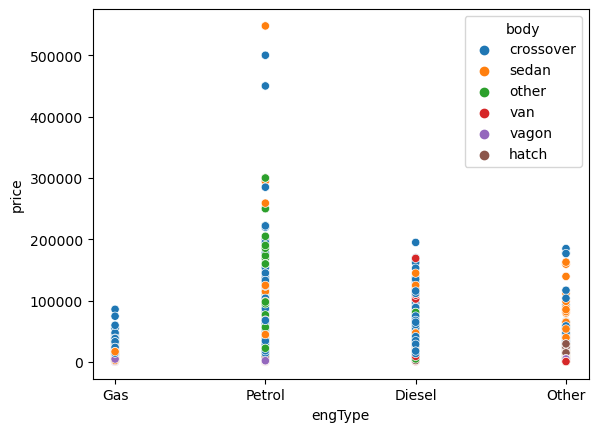 body
crossover
sedan
other
van
vagon
hatch
500000
400000
300000
200000
100000
0
price
Gas
Petrol
Diesel
Other
engType